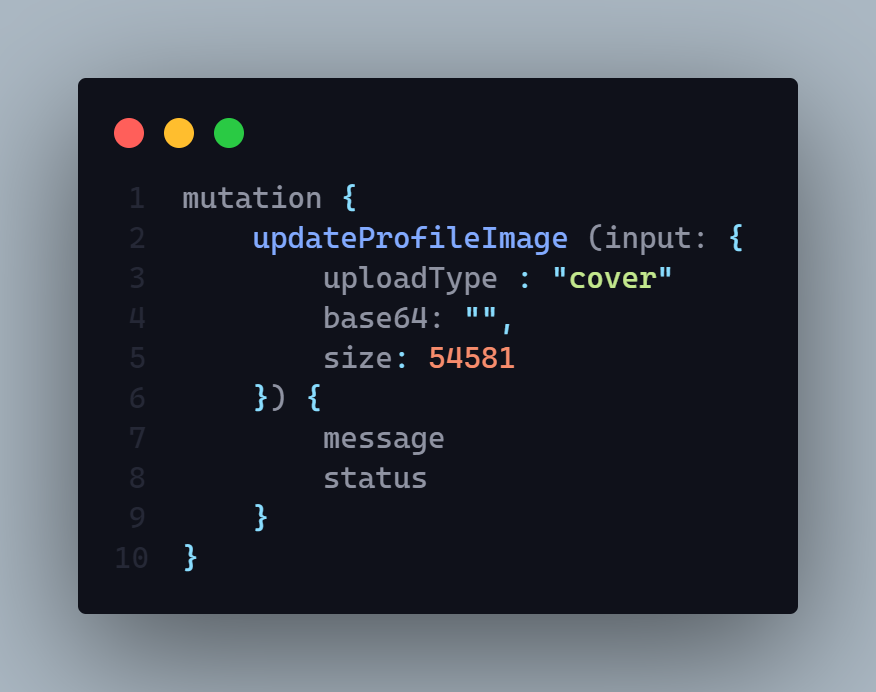 1 mutation {
2 updateProfileImage (input: {
3 uploadType : "cover"
4 base64: "",
5 size: 54581
6 }) {
7 message
8 status
9 }
10 }